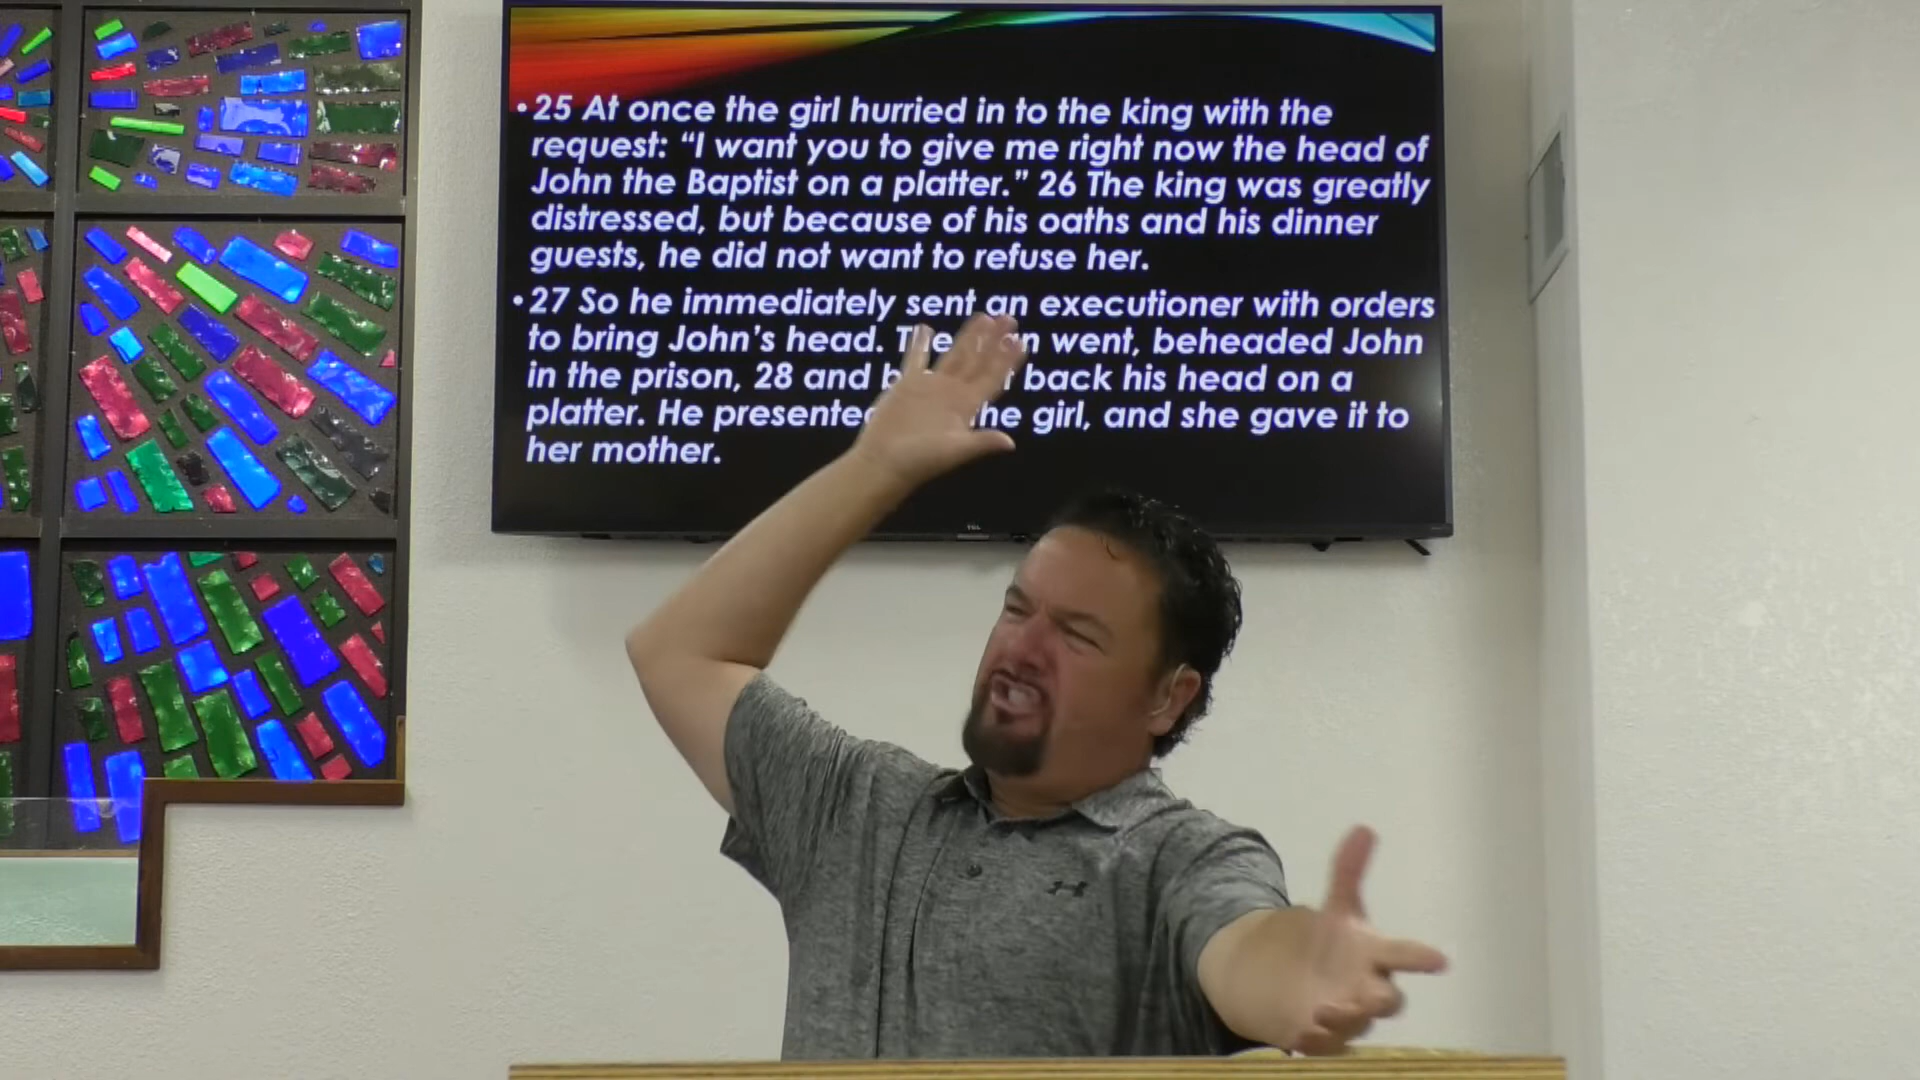 • 25 At once the girl hurried in to the king with the
request: “I want you to give me right now the head of
John the Baptist on a platter.” 26 The king was greatly
distressed, but because of his oaths and his dinner
guests, he did not want to refuse her.
• 27 So he immediately sent an executioner with orders
to bring John’s head. The man went, beheaded John
in the prison, 28 and back his head on a
platter. He presented the girl, and she gave it to
her mother.
TCL